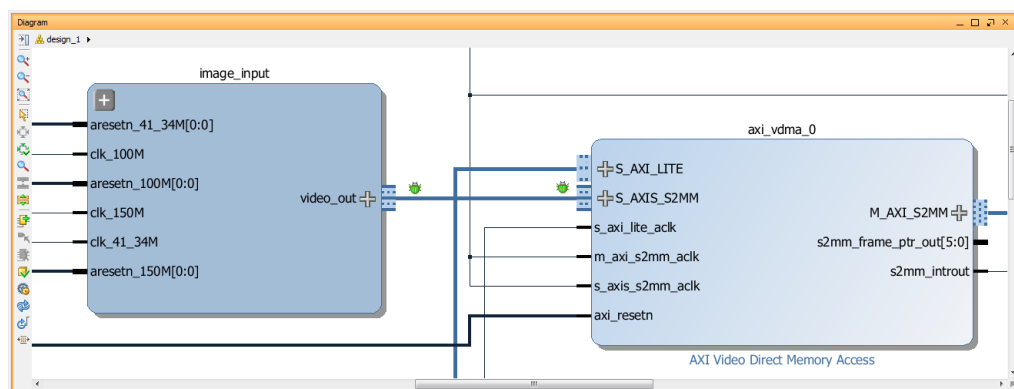 Diagram
design_1
image_input
aresetn_41_34M[0:0]
clk_100M
aresetn_100M[0:0]
clk_150M
clk_41_34M
aresetn_150M[0:0]
video_out
axi_vdma_0
S_AXI_LITE
S_AXIS_S2MM
s_axi_lite_aclk
m_axi_s2mm_aclk
s_axis_s2mm_aclk
axi_resetn
M_AXI_S2MM
s2mm_frame_ptr_out[5:0]
s2mm_introut
AXI Video Direct Memory Access